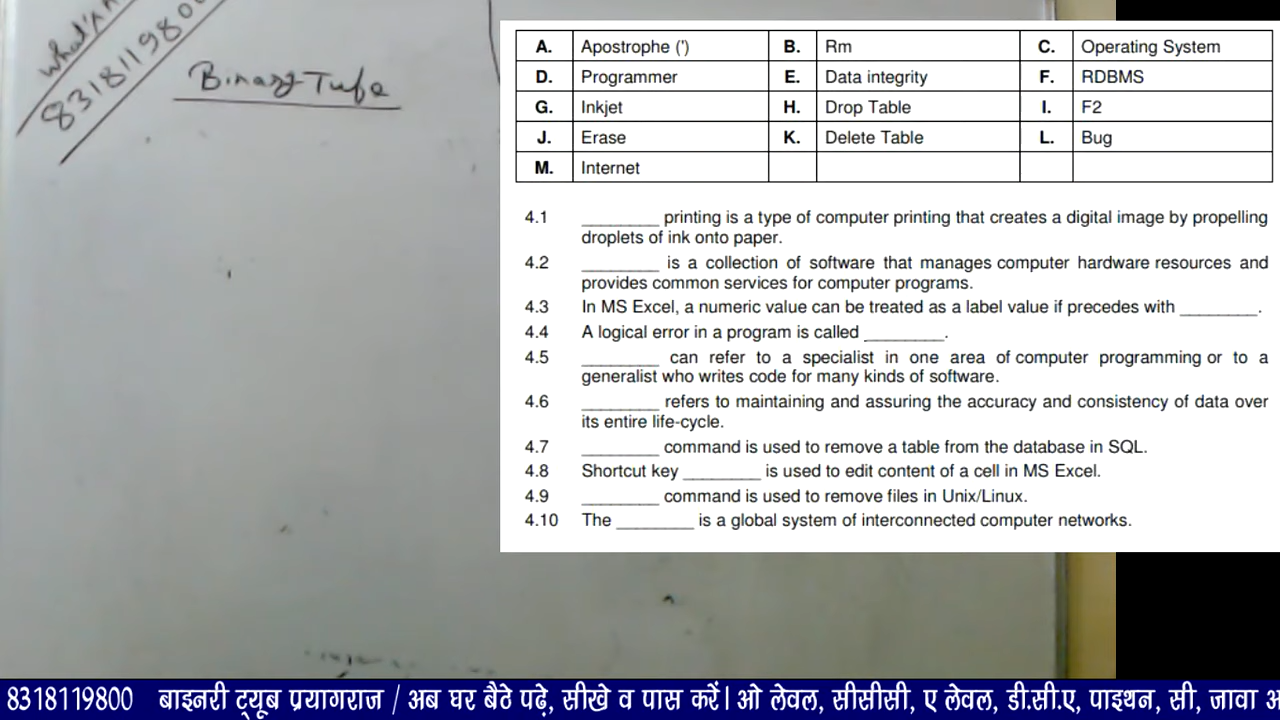 8318119800
Binary Tube
A. Apostrophe (') B. Rm C. Operating System
D. Programmer E. Data integrity F. RDBMS
G. Inkjet H. Drop Table I. F2
J. Erase K. Delete Table L. Bug
M. Internet
4.1 ________ printing is a type of computer printing that creates a digital image by propelling
droplets of ink onto paper.
4.2 ________ is a collection of software that manages computer hardware resources and
provides common services for computer programs.
4.3 In MS Excel, a numeric value can be treated as a label value if precedes with ________.
4.4 A logical error in a program is called ________.
4.5 ________ can refer to a specialist in one area of computer programming or to a
generalist who writes code for many kinds of software.
4.6 ________ refers to maintaining and assuring the accuracy and consistency of data over
its entire life-cycle.
4.7 ________ command is used to remove a table from the database in SQL.
4.8 Shortcut key ________ is used to edit content of a cell in MS Excel.
4.9 ________ command is used to remove files in Unix/Linux.
4.10 The ________ is a global system of interconnected computer networks.
8318119800 बाइनरी ट्यूब प्रयागराज / अब घर बैठे पढ़े, सीखे व पास करें। ओ लेवल, सीसीसी, ए लेवल, डी.सी.ए, पाइथन, सी, जावा